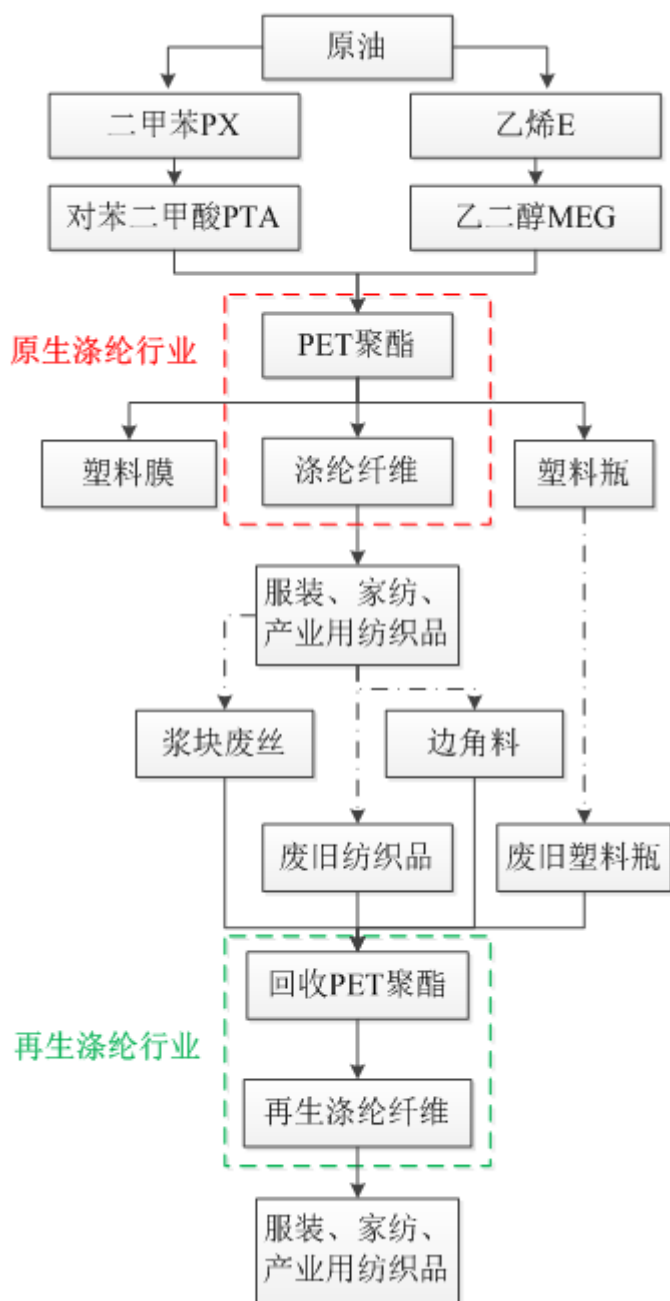 原油
二甲苯PX
乙烯E
对苯二甲酸PTA
乙二醇MEG
原生涤纶行业
PET聚酯
塑料膜
涤纶纤维
塑料瓶
服装、家纺、
产业用纺织品
浆块废丝
边角料
废旧纺织品
废旧塑料瓶
回收PET聚酯
再生涤纶行业
再生涤纶纤维
服装、家纺、
产业用纺织品